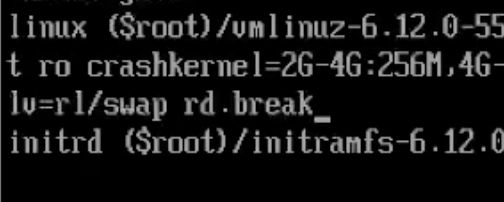 linux ($root)/vmlinuz-6.12.0-55
t ro crashkernel=2G-4G:256M,4G-
lv=rl/swap rd.break_
initrd ($root)/initramfs-6.12.0